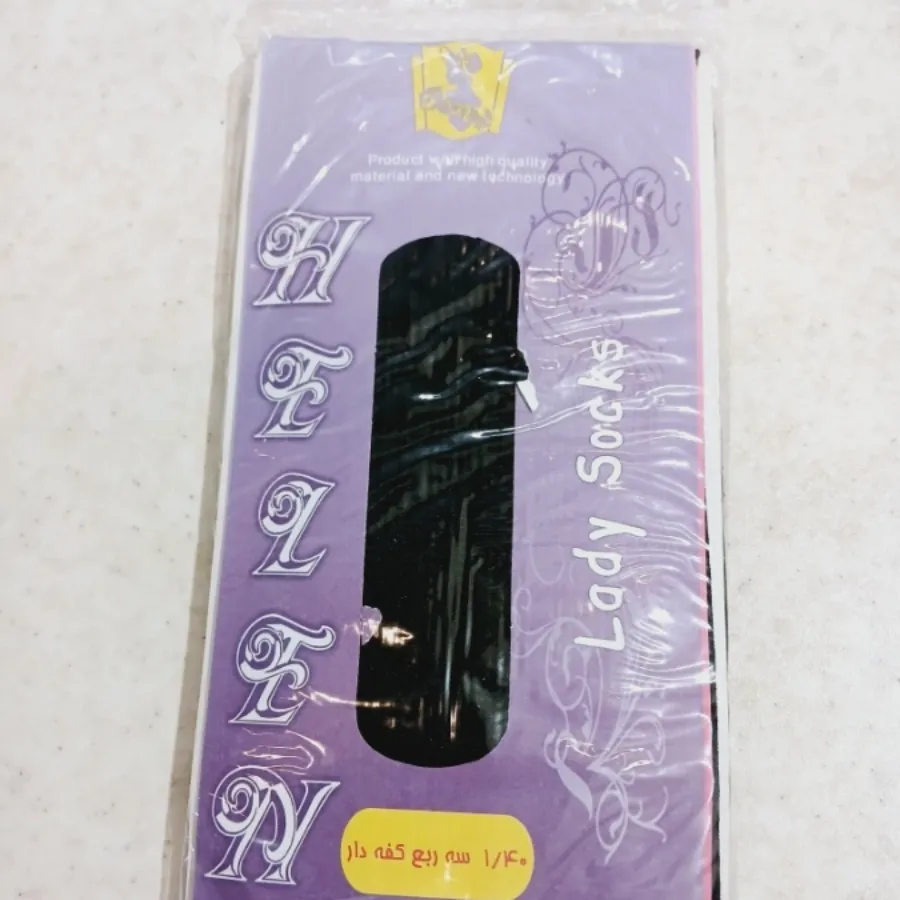 Product with high quality
material and new technology
HELEN
Lady Socks
۱/۴۰ سه ربع کفه دار